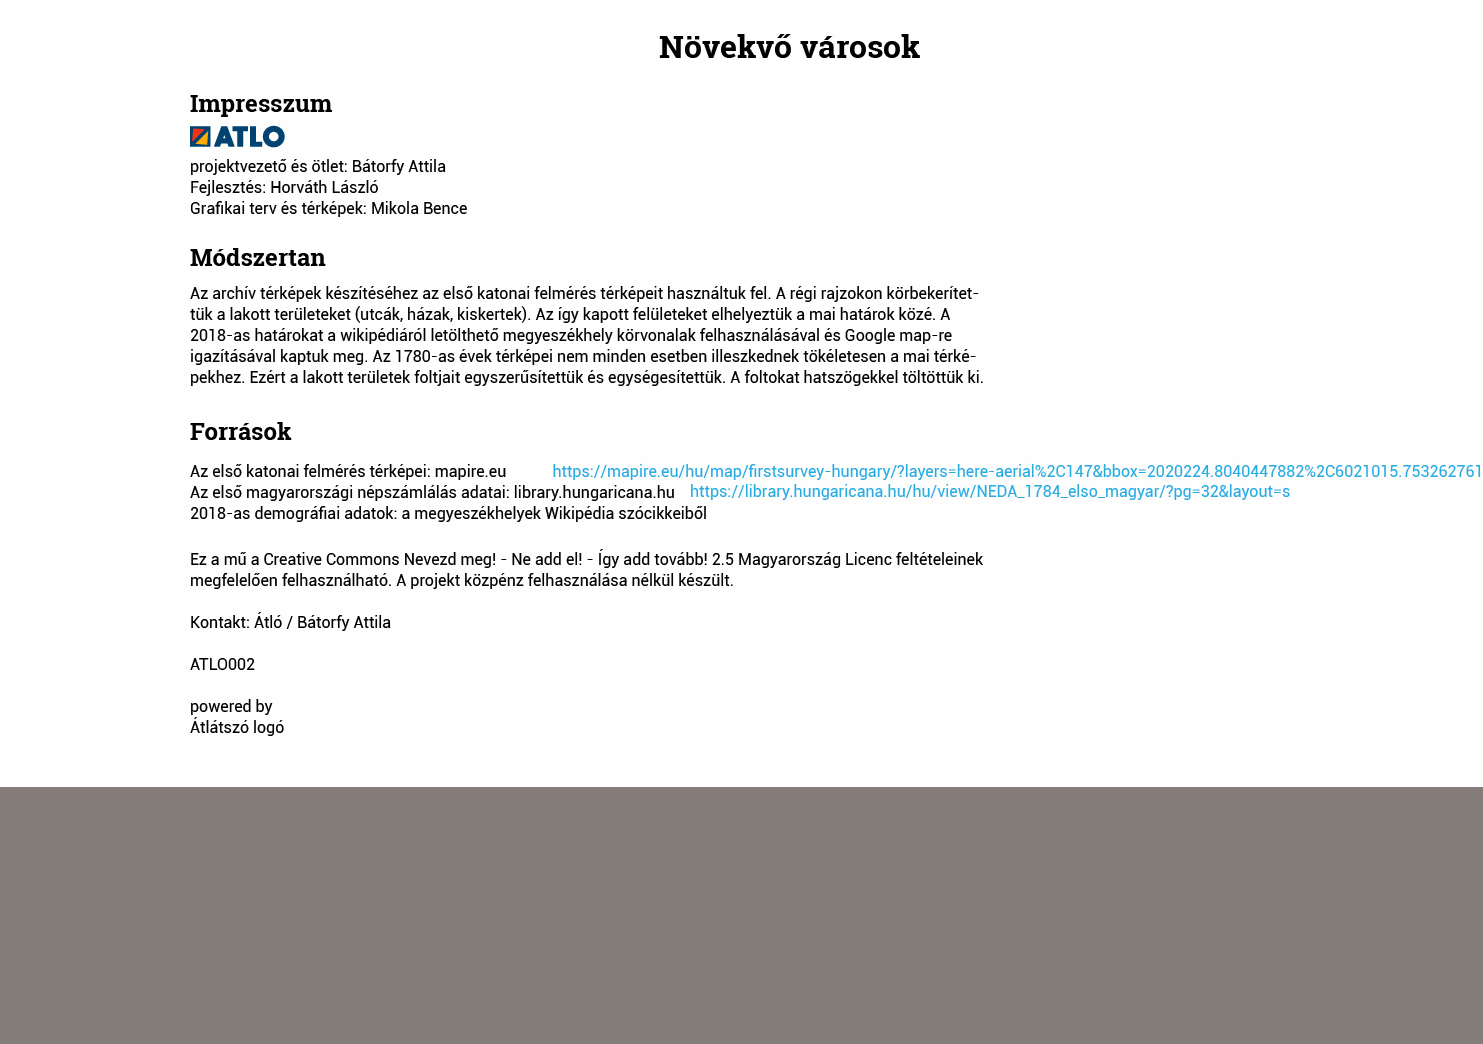 Növekvő városok
Impresszum
ATLO
projektvezető és ötlet: Bátorfy Attila
Fejlesztés: Horváth László
Grafikai terv és térképek: Mikola Bence
Módszertan
Az archív térképek készítéséhez az első katonai felmérés térképeit használtuk fel. A régi rajzokon körbekerítet-
tük a lakott területeket (utcák, házak, kiskertek). Az így kapott felületeket elhelyeztük a mai határok közé. A
2018-as határokat a wikipédiáról letölthető megyeszékhely körvonalak felhasználásával és Google map-re
igazításával kaptuk meg. Az 1780-as évek térképei nem minden esetben illeszkednek tökéletesen a mai térké-
pekhez. Ezért a lakott területek foltjait egyszerűsítettük és egységesítettük. A foltokat hatszögekkel töltöttük ki.
Források
Az első katonai felmérés térképei: mapire.eu https://mapire.eu/hu/map/firstsurvey-hungary/?layers=here-aerial%2C147&bbox=2020224.8040447882%2C6021015.753262761
Az első magyarországi népszámlálás adatai: library.hungaricana.hu https://library.hungaricana.hu/hu/view/NEDA_1784_elso_magyar/?pg=32&layout=s
2018-as demográfiai adatok: a megyeszékhelyek Wikipédia szócikkeiből
Ez a mű a Creative Commons Nevezd meg! - Ne add el! - Így add tovább! 2.5 Magyarország Licenc feltételeinek
megfelelően felhasználható. A projekt közpénz felhasználása nélkül készült.
Kontakt: Átló / Bátorfy Attila
ATLO002
powered by
Átlátszó logó